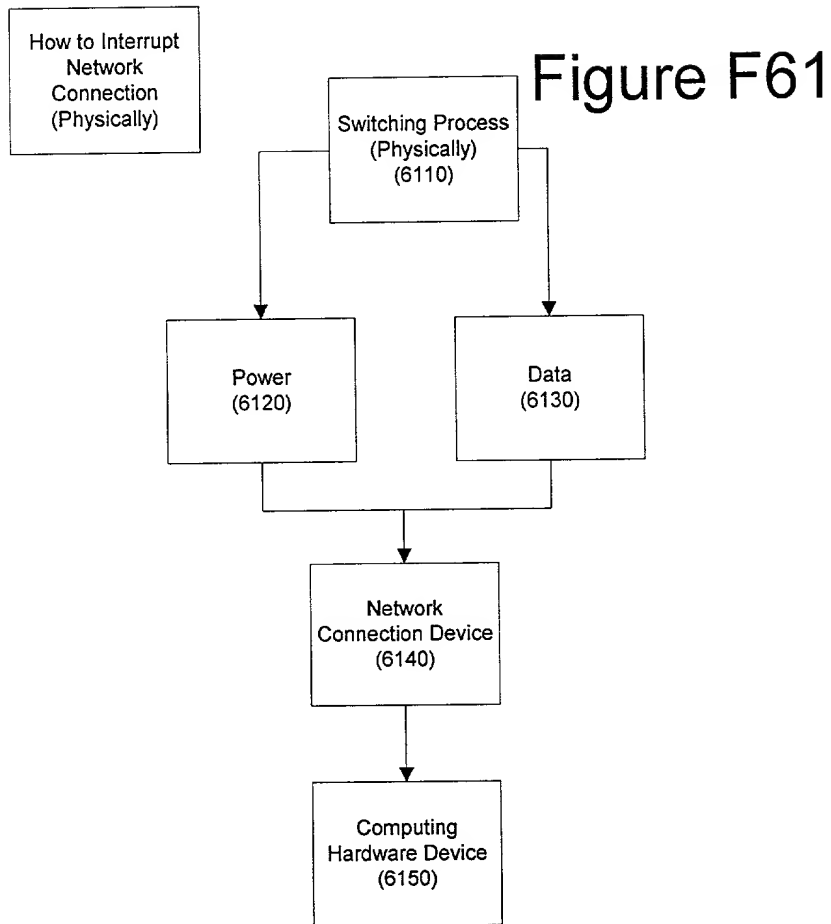 How to Interrupt
Network
Connection
(Physically)
Figure F61
Switching Process
(Physically)
(6110)
Power
(6120)
Data
(6130)
Network
Connection Device
(6140)
Computing
Hardware Device
(6150)